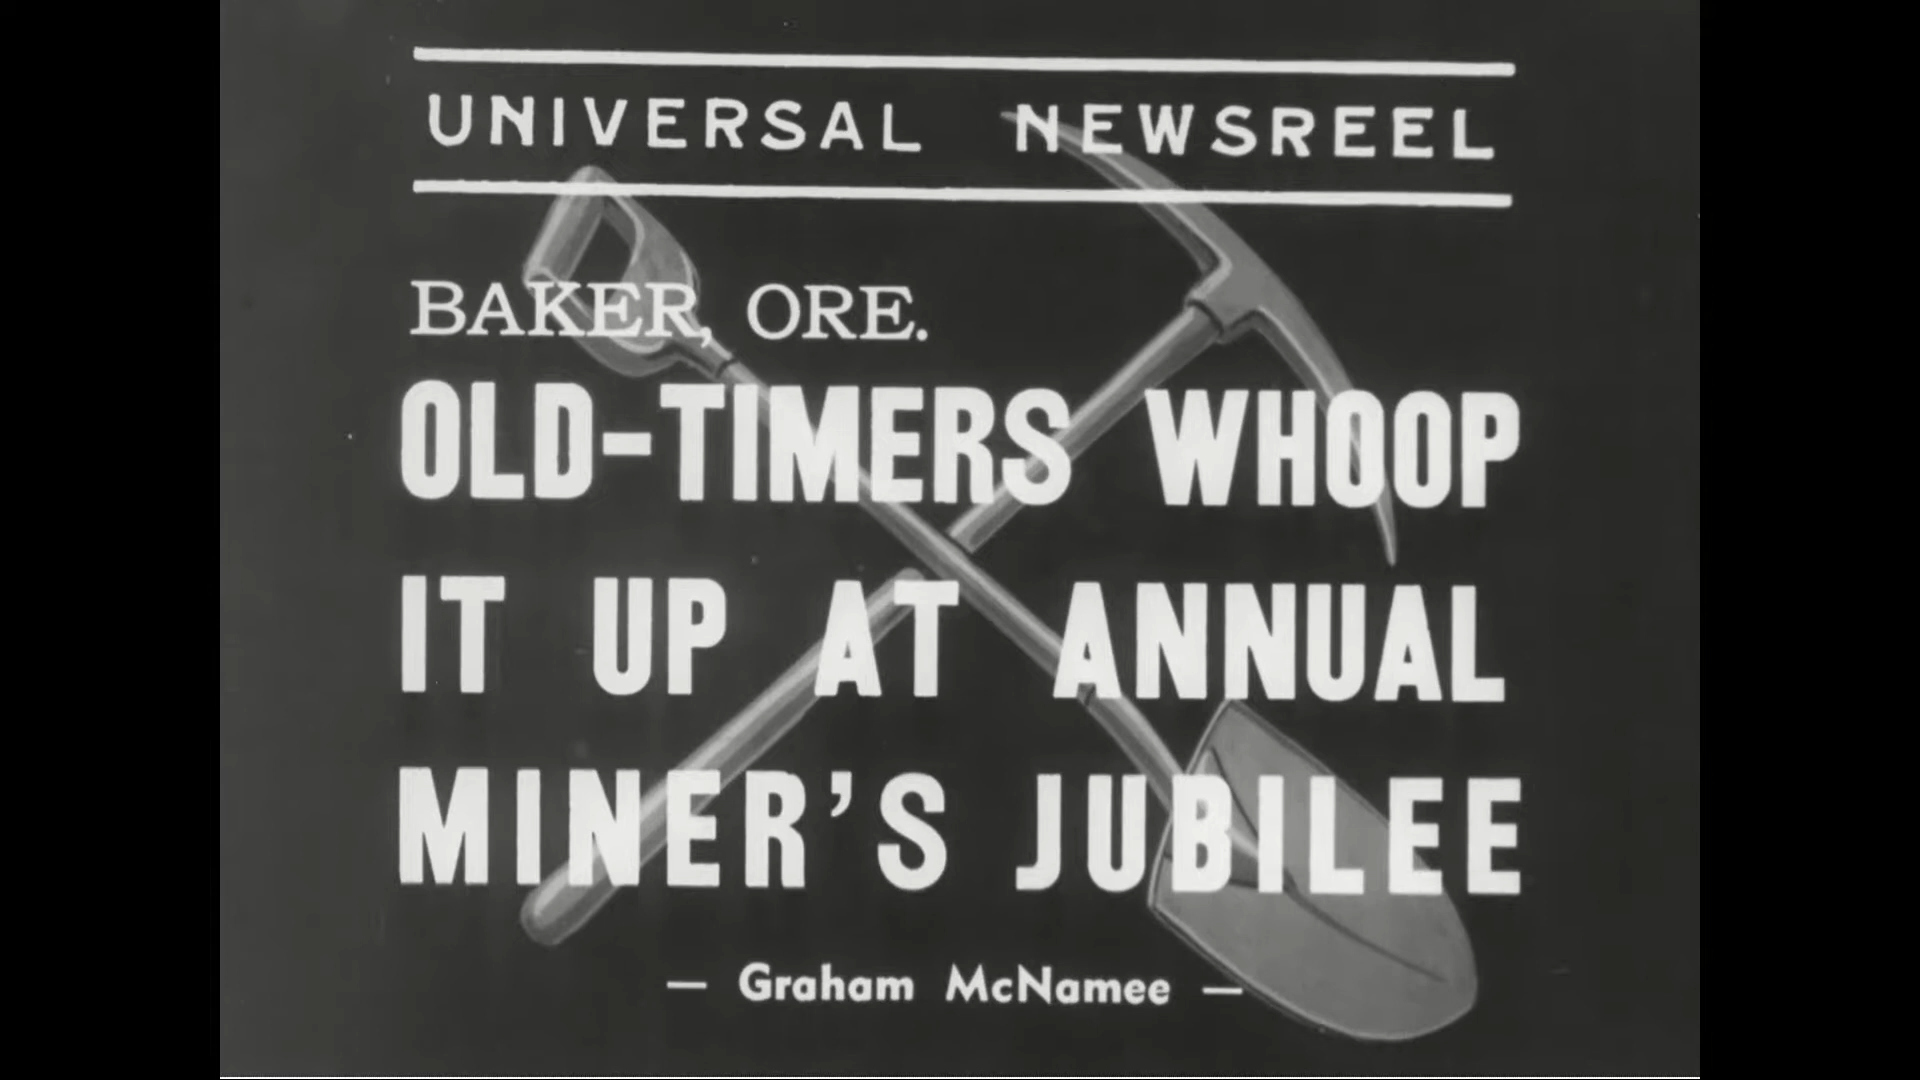 UNIVERSAL NEWSREEL
BAKER, ORE.
OLD-TIMERS WHOOP
IT UP AT ANNUAL
MINER'S JUBILEE
— Graham McNamee —